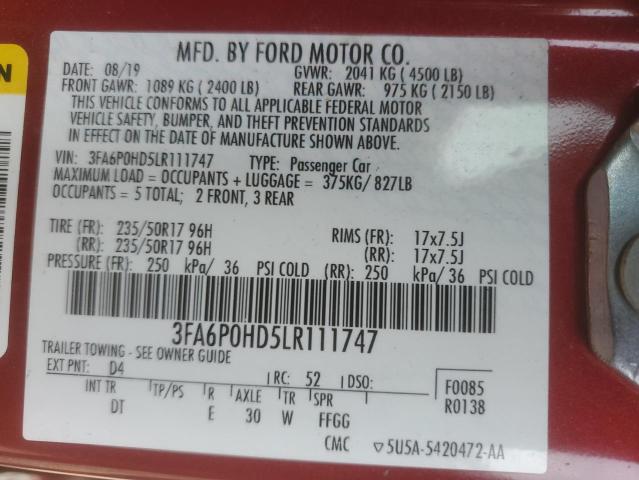 N
MFD. BY FORD MOTOR CO.
DATE: 08/19 GVWR: 2041 KG ( 4500 LB)
FRONT GAWR: 1089 KG ( 2400 LB) REAR GAWR: 975 KG ( 2150 LB)
THIS VEHICLE CONFORMS TO ALL APPLICABLE FEDERAL MOTOR
VEHICLE SAFETY, BUMPER, AND THEFT PREVENTION STANDARDS
IN EFFECT ON THE DATE OF MANUFACTURE SHOWN ABOVE.
VIN: 3FA6P0HD5LR111747 TYPE: Passenger Car
MAXIMUM LOAD = OCCUPANTS + LUGGAGE = 375KG/ 827LB
OCCUPANTS = 5 TOTAL; 2 FRONT, 3 REAR
TIRE (FR): 235/50R17 96H RIMS (FR): 17x7.5J
(RR): 235/50R17 96H (RR): 17x7.5J
PRESSURE (FR): 250 kPa/ 36 PSI COLD (RR): 250 kPa/ 36 PSI COLD
3FA6P0HD5LR111747
TRAILER TOWING - SEE OWNER GUIDE
EXT PNT: D4 RC: 52 DSO: F0085
INT TR TP/PS R AXLE TR SPR R0138
DT E 30 W FFGG
CMC ▽5U5A-5420472-AA